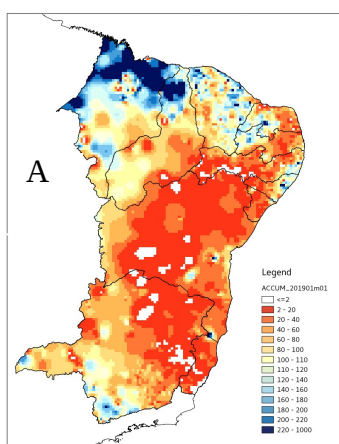 A
Legend
ACCUM_201901m01
<=2
2 - 20
20 - 40
40 - 60
60 - 80
80 - 100
100 - 110
110 - 120
120 - 140
140 - 160
160 - 180
180 - 200
200 - 220
220 - 1000